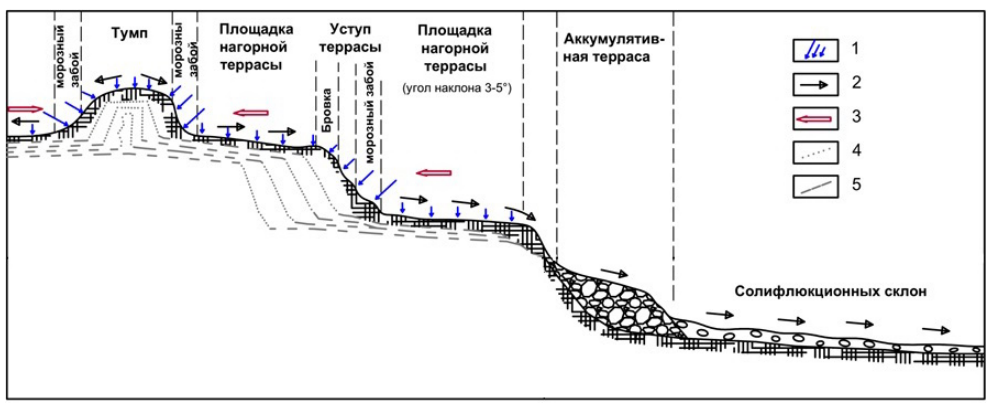 морозный
забой
Тумп
морозны
забой
Площадка
нагорной
террасы
Уступ
террасы
Бровка
морозный забой
Площадка
нагорной
террасы
(угол наклона 3-5°)
Аккумулятив-
ная терраса
1
2
3
4
5
Солифлюкционных склон